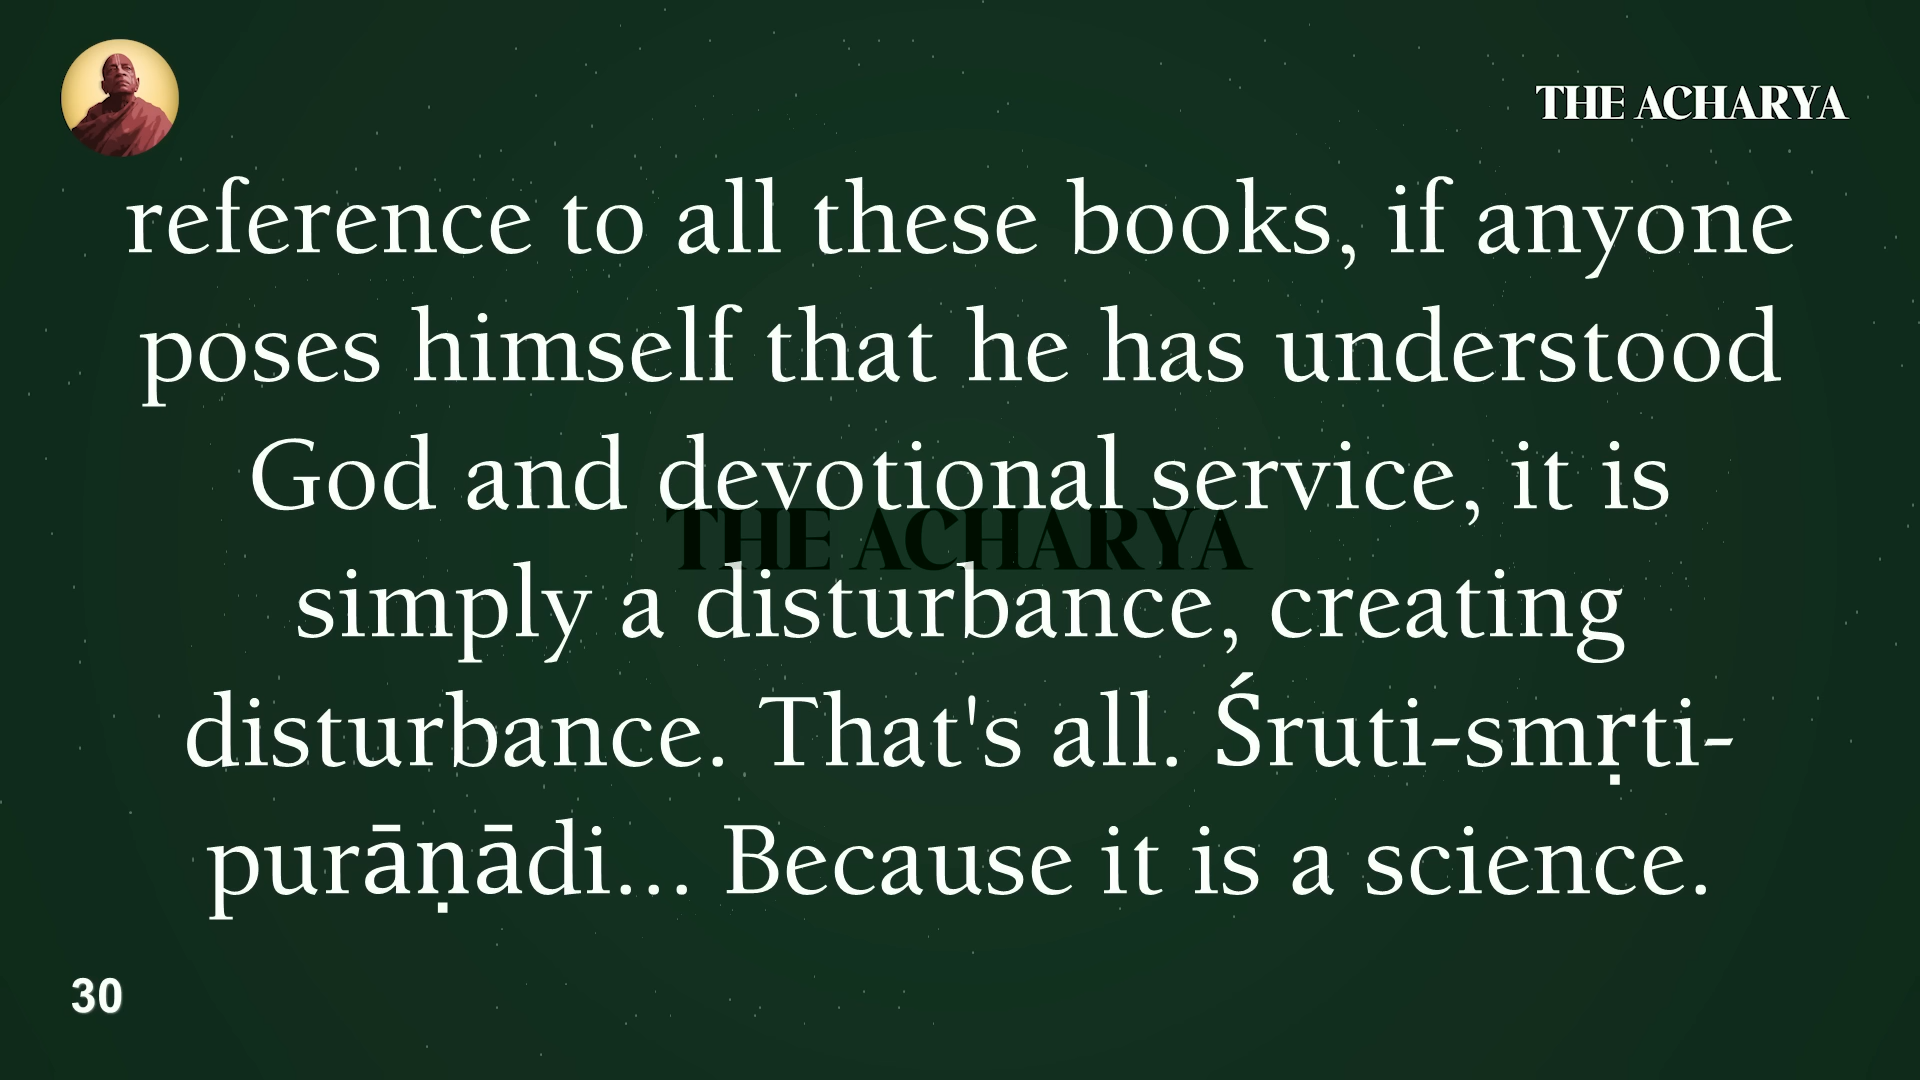 THE ACHARYA
reference to all these books, if anyone
poses himself that he has understood
God and devotional service, it is
THE ACHARYA
simply a disturbance, creating
disturbance. That's all. Śruti-smṛti-
purāṇādi... Because it is a science.
30